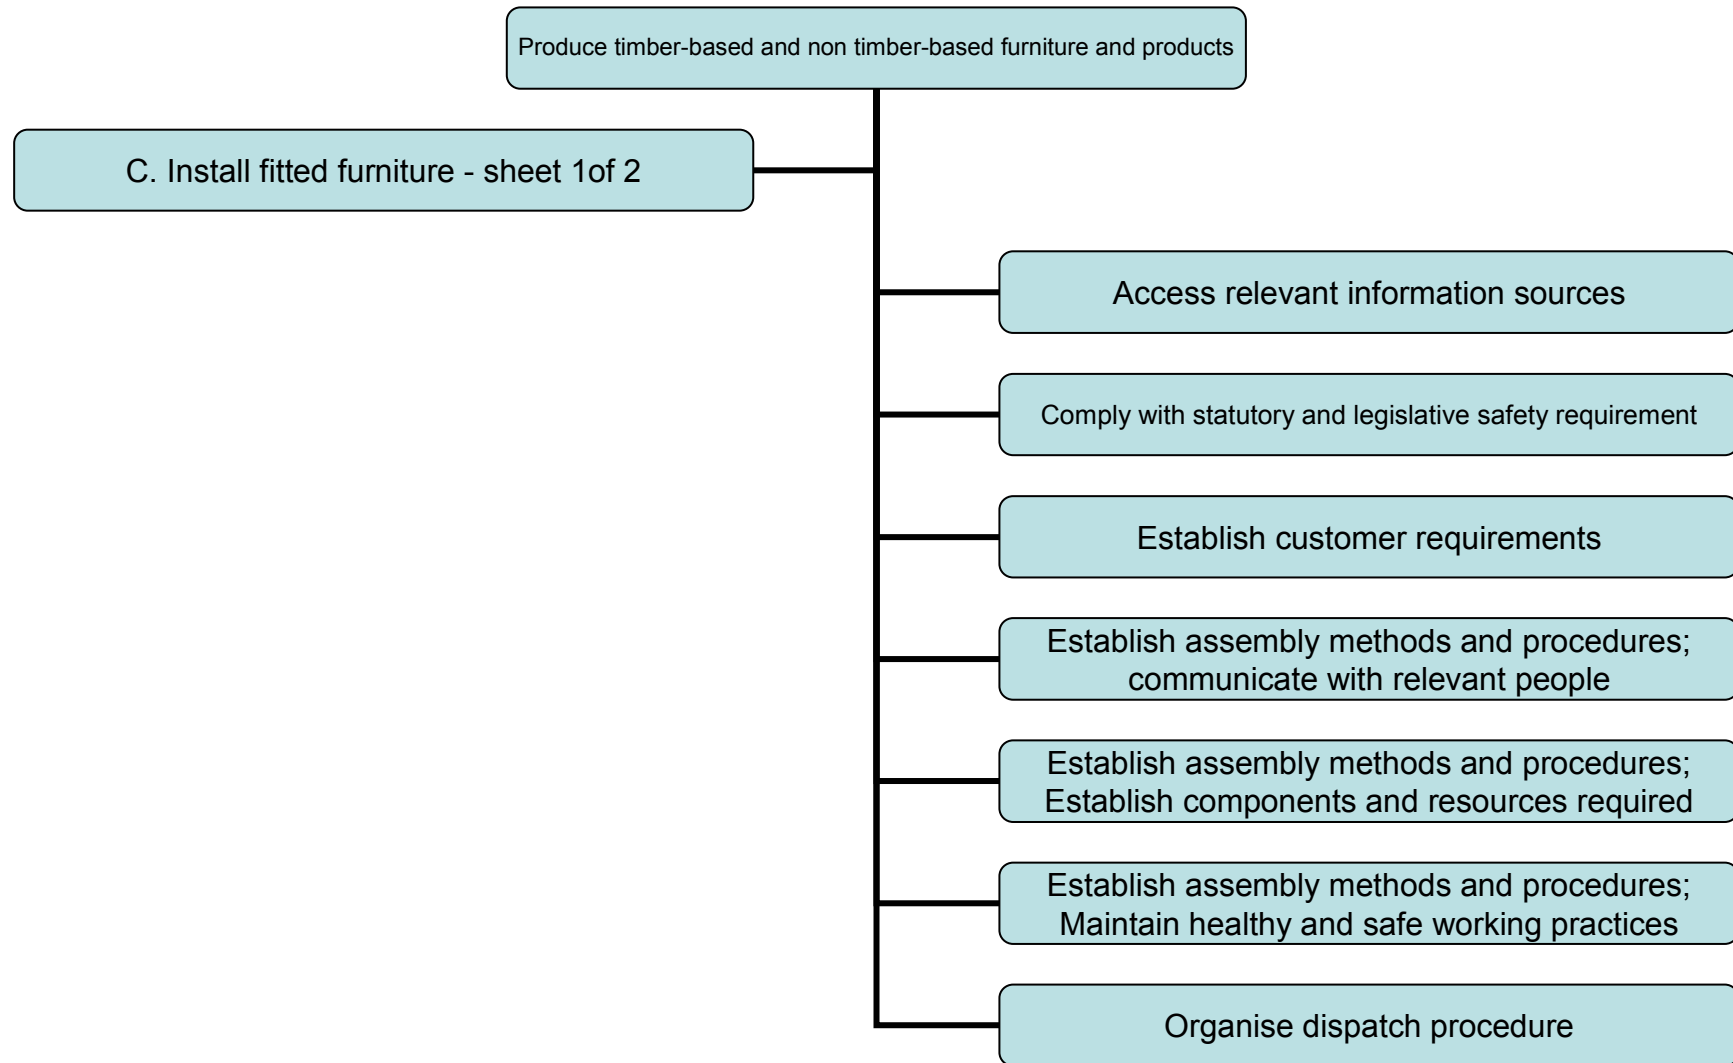 Produce timber-based and non timber-based furniture and products
C. Install fitted furniture - sheet 1of 2
Access relevant information sources
Comply with statutory and legislative safety requirement
Establish customer requirements
Establish assembly methods and procedures;
communicate with relevant people
Establish assembly methods and procedures;
Establish components and resources required
Establish assembly methods and procedures;
Maintain healthy and safe working practices
Organise dispatch procedure